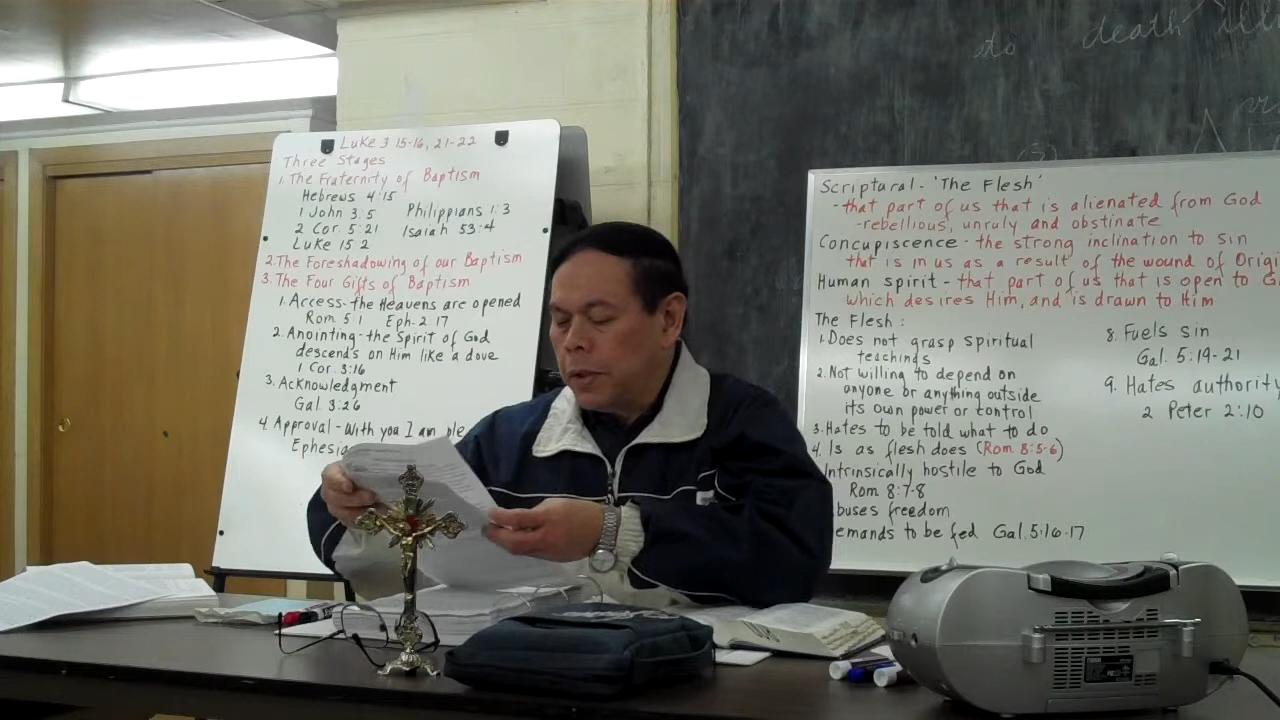 Luke 3 15-16, 21-22
Three Stages
1. The Fraternity of Baptism
Hebrews 4:15
1 John 3:5 Philippians 1:3
2 Cor. 5:21 Isaiah 53:4
Luke 15:2
2. The Foreshadowing of our Baptism
3. The Four Gifts of Baptism
1. Access-the Heavens are opened
Rom 5:1 Eph. 2:17
2. Anointing-the Spirit of God
descends on Him like a dove
1 Cor. 3:16
3. Acknowledgment
Gal. 3:26
4. Approval-With you I am ple
Ephesia
to death
Scriptural - 'The Flesh'
-that part of us that is alienated from God
-rebellious, unruly and obstinate
Concupiscence - the strong inclination to sin
that is in us as a result of the wound of Origi
Human spirit - that part of us that is open to G
which desires Him, and is drawn to Him
The Flesh:
1. Does not grasp spiritual
teachings
2. Not willing to depend on
anyone or anything outside
its own power or control
3. Hates to be told what to do
4. Is as flesh does (Rom. 8:5-6)
Intrinsically hostile to God
Rom 8:7-8
buses freedom
emands to be fed Gal. 5:16-17
8. Fuels sin
Gal. 5:19-21
9. Hates authority
2 Peter 2:10